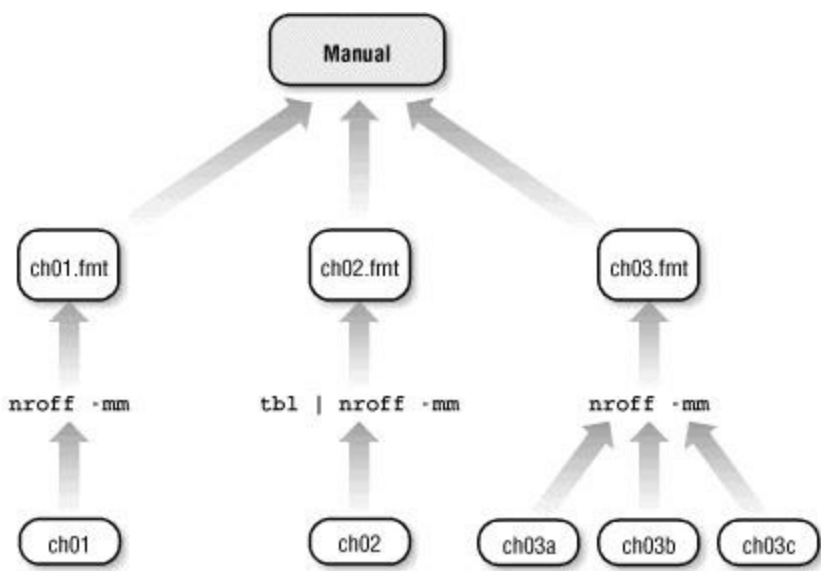 Manual
ch01.fmt
ch02.fmt
ch03.fmt
nroff -mm
tbl | nroff -mm
nroff -mm
ch01
ch02
ch03a
ch03b
ch03c